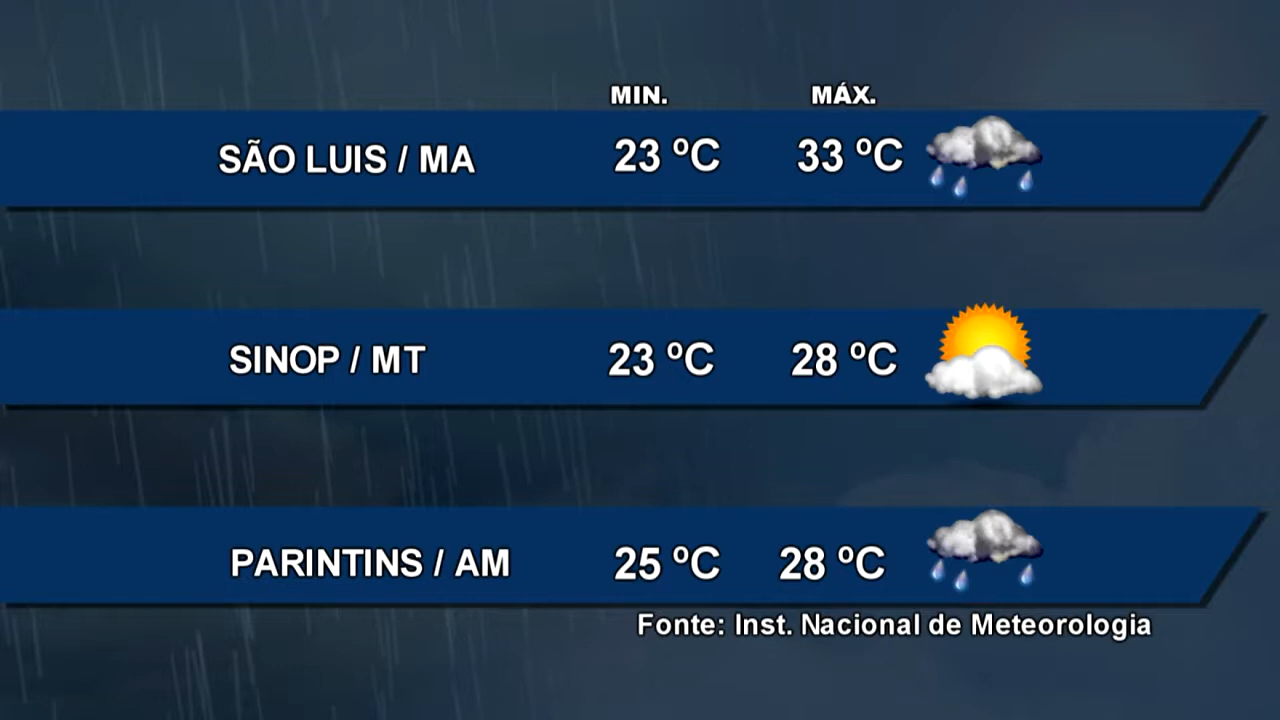 MIN. MÁX.
SÃO LUIS / MA 23 ºC 33 ºC
SINOP / MT 23 ºC 28 ºC
PARINTINS / AM 25 ºC 28 ºC
Fonte: Inst. Nacional de Meteorologia